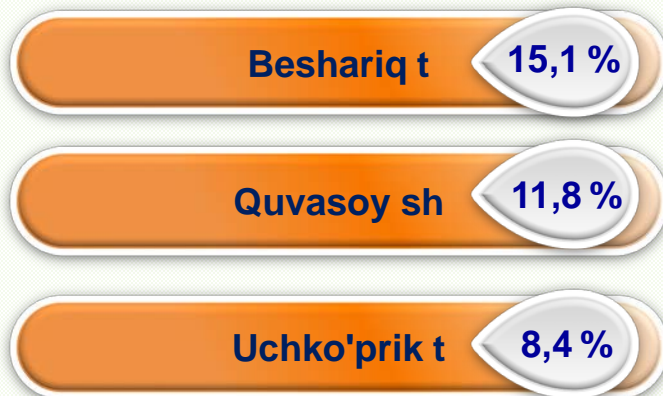 Beshariq t 15,1 %
Quvasoy sh 11,8 %
Uchko'prik t 8,4 %